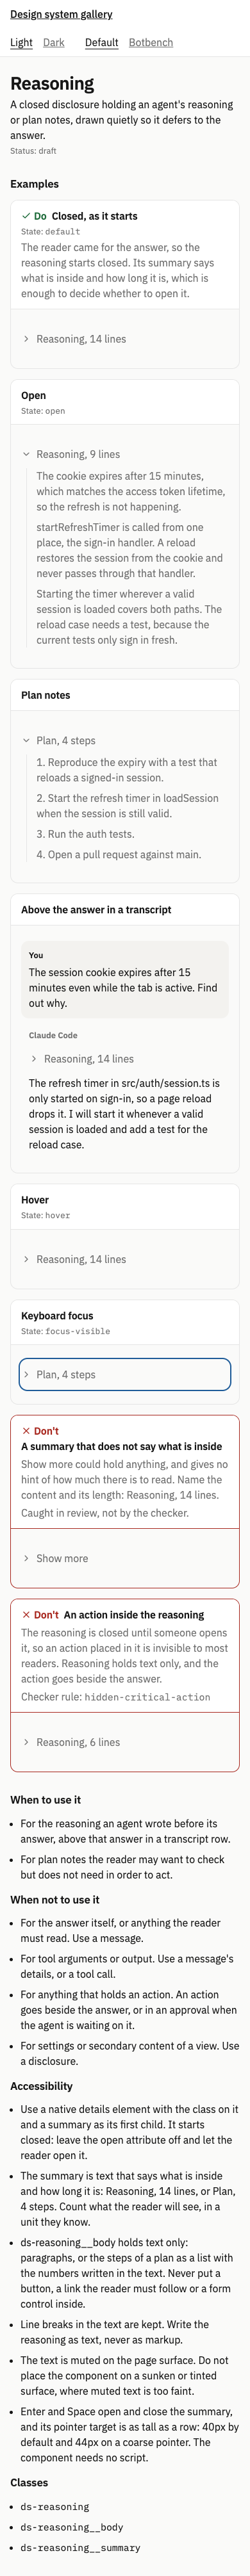 Design system gallery
Light Dark Default Botbench
Reasoning
A closed disclosure holding an agent's reasoning
or plan notes, drawn quietly so it defers to the
answer.
Status: draft
Examples
Do Closed, as it starts
State: default
The reader came for the answer, so the
reasoning starts closed. Its summary says
what is inside and how long it is, which is
enough to decide whether to open it.
Reasoning, 14 lines
Open
State: open
Reasoning, 9 lines
The cookie expires after 15 minutes,
which matches the access token lifetime,
so the refresh is not happening.
startRefreshTimer is called from one
place, the sign-in handler. A reload
restores the session from the cookie and
never passes through that handler.
Starting the timer wherever a valid
session is loaded covers both paths. The
reload case needs a test, because the
current tests only sign in fresh.
Plan notes
Plan, 4 steps
1. Reproduce the expiry with a test that
reloads a signed-in session.
2. Start the refresh timer in loadSession
when the session is still valid.
3. Run the auth tests.
4. Open a pull request against main.
Above the answer in a transcript
You
The session cookie expires after 15
minutes even while the tab is active. Find
out why.
Claude Code
Reasoning, 14 lines
The refresh timer in src/auth/session.ts is
only started on sign-in, so a page reload
drops it. I will start it whenever a valid
session is loaded and add a test for the
reload case.
Hover
State: hover
Reasoning, 14 lines
Keyboard focus
State: focus-visible
Plan, 4 steps
Don't
A summary that does not say what is inside
Show more could hold anything, and gives no
hint of how much there is to read. Name the
content and its length: Reasoning, 14 lines.
Caught in review, not by the checker.
Show more
Don't An action inside the reasoning
The reasoning is closed until someone opens
it, so an action placed in it is invisible to most
readers. Reasoning holds text only, and the
action goes beside the answer.
Checker rule: hidden-critical-action
Reasoning, 6 lines
When to use it
• For the reasoning an agent wrote before its
answer, above that answer in a transcript row.
• For plan notes the reader may want to check
but does not need in order to act.
When not to use it
• For the answer itself, or anything the reader
must read. Use a message.
• For tool arguments or output. Use a message's
details, or a tool call.
• For anything that holds an action. An action
goes beside the answer, or in an approval when
the agent is waiting on it.
• For settings or secondary content of a view. Use
a disclosure.
Accessibility
• Use a native details element with the class on it
and a summary as its first child. It starts
closed: leave the open attribute off and let the
reader open it.
• The summary is text that says what is inside
and how long it is: Reasoning, 14 lines, or Plan,
4 steps. Count what the reader will see, in a
unit they know.
• ds-reasoning__body holds text only:
paragraphs, or the steps of a plan as a list with
the numbers written in the text. Never put a
button, a link the reader must follow or a form
control inside.
• Line breaks in the text are kept. Write the
reasoning as text, never as markup.
• The text is muted on the page surface. Do not
place the component on a sunken or tinted
surface, where muted text is too faint.
• Enter and Space open and close the summary,
and its pointer target is as tall as a row: 40px by
default and 44px on a coarse pointer. The
component needs no script.
Classes
• ds-reasoning
• ds-reasoning__body
• ds-reasoning__summary